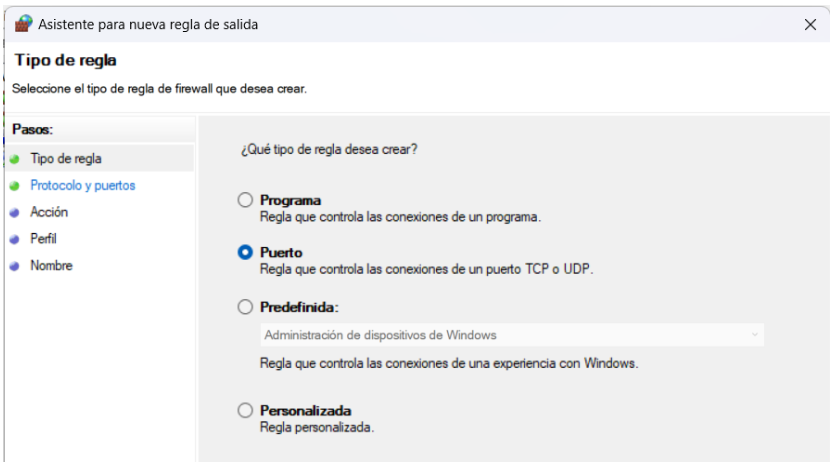 Asistente para nueva regla de salida
Tipo de regla
Seleccione el tipo de regla de firewall que desea crear.
Pasos:
Tipo de regla
Protocolo y puertos
Acción
Perfil
Nombre
¿Qué tipo de regla desea crear?
Programa
Regla que controla las conexiones de un programa.
Puerto
Regla que controla las conexiones de un puerto TCP o UDP.
Predefinida:
Administración de dispositivos de Windows
Regla que controla las conexiones de una experiencia con Windows.
Personalizada
Regla personalizada.